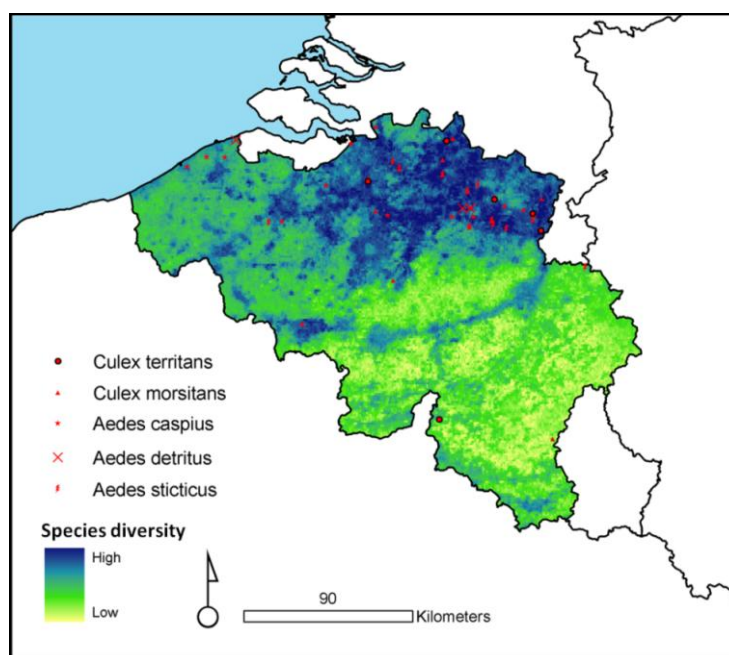 Culex territans
Culex morsitans
Aedes caspius
Aedes detritus
Aedes sticticus
Species diversity
High
Low
90
Kilometers